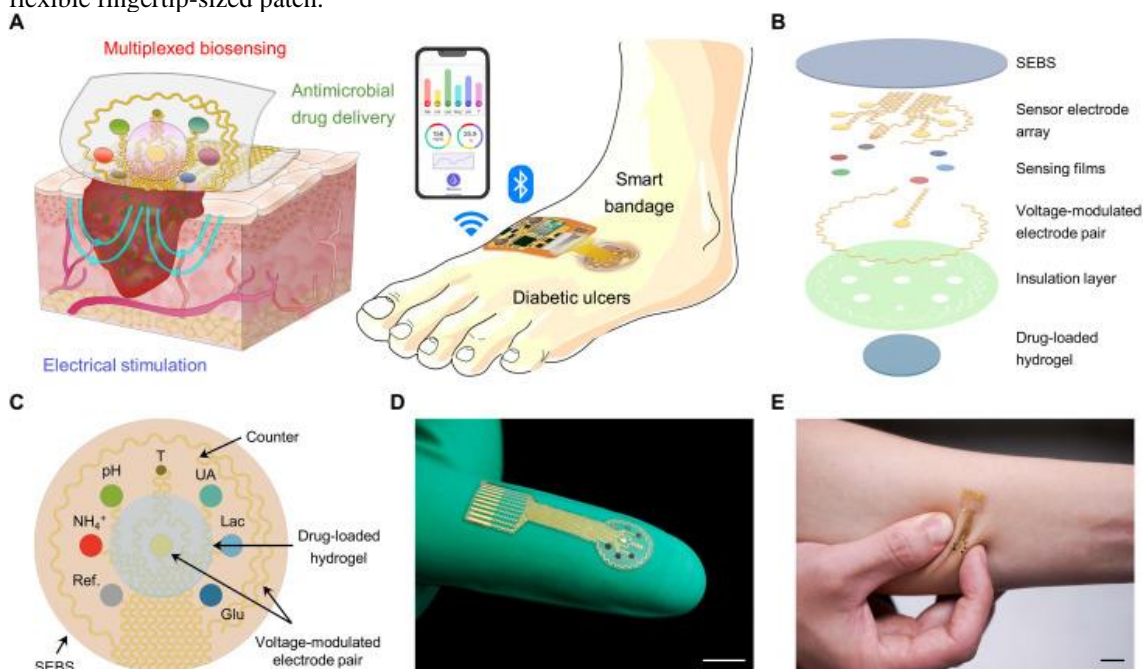 flexible fingertip-sized patch.
A
B
Multiplexed biosensing
Antimicrobial
drug delivery
Smart
bandage
Diabetic ulcers
Electrical stimulation
SEBS
Sensor electrode
array
Sensing films
Voltage-modulated
electrode pair
Insulation layer
Drug-loaded
hydrogel
C
D
E
Counter
T
pH
UA
NH₄⁺
Lac
Drug-loaded
hydrogel
Ref.
Glu
Voltage-modulated
electrode pair
SEBS